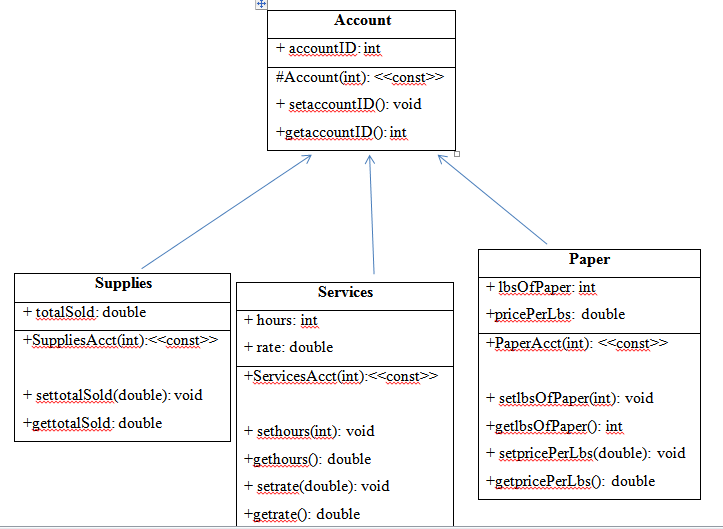 Account
+ accountID: int
#Account(int): <<const>>
+ setaccountID(): void
+getaccountID(): int
Supplies
+ totalSold: double
+SuppliesAcct(int):<<const>>
+ settotalSold(double): void
+gettotalSold: double
Services
+ hours: int
+ rate: double
+ServicesAcct(int):<<const>>
+ sethours(int): void
+gethours(): double
+ setrate(double): void
+getrate(): double
Paper
+ lbsOfPaper: int
+pricePerLbs: double
+PaperAcct(int): <<const>>
+ setlbsOfPaper(int): void
+getlbsOfPaper(): int
+ setpricePerLbs(double): void
+getpricePerLbs(): double